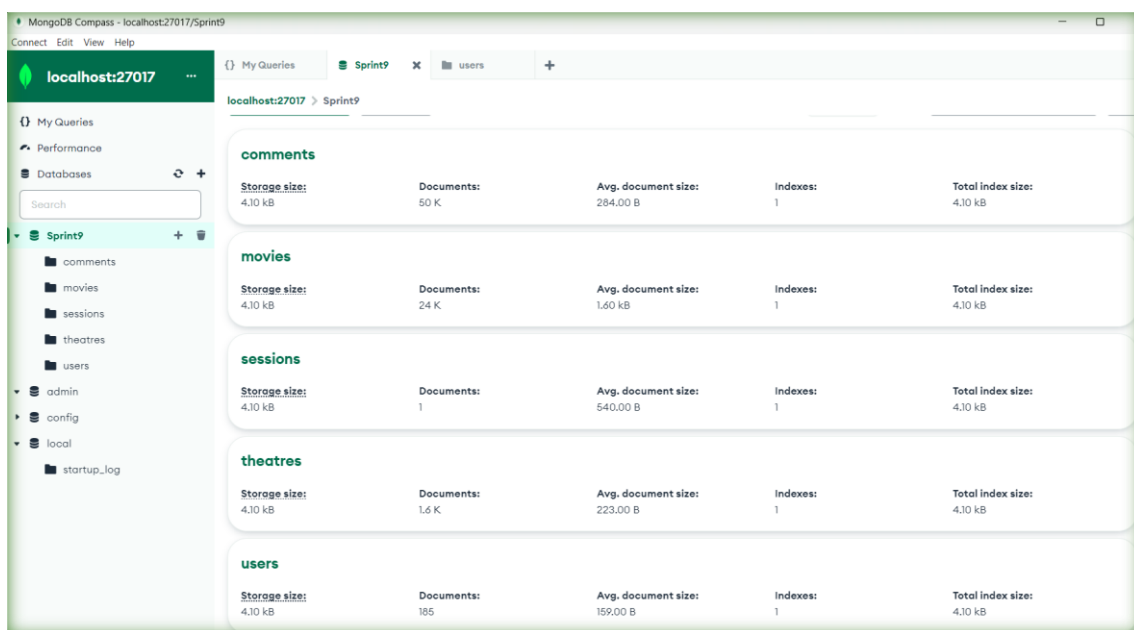 MongoDB Compass - localhost:27017/Sprint9
Connect Edit View Help
localhost:27017 ...
{} My Queries Sprint9 users
localhost:27017 > Sprint9
{} My Queries
Performance
Databases
Search
Sprint9
comments
movies
sessions
theatres
users
admin
config
local
startup_log
comments
Storage size: Documents: Avg. document size: Indexes: Total index size:
4.10 kB 50 K 284.00 B 1 4.10 kB
movies
Storage size: Documents: Avg. document size: Indexes: Total index size:
4.10 kB 24 K 1.60 kB 1 4.10 kB
sessions
Storage size: Documents: Avg. document size: Indexes: Total index size:
4.10 kB 1 540.00 B 1 4.10 kB
theatres
Storage size: Documents: Avg. document size: Indexes: Total index size:
4.10 kB 1.6 K 223.00 B 1 4.10 kB
users
Storage size: Documents: Avg. document size: Indexes: Total index size:
4.10 kB 185 159.00 B 1 4.10 kB